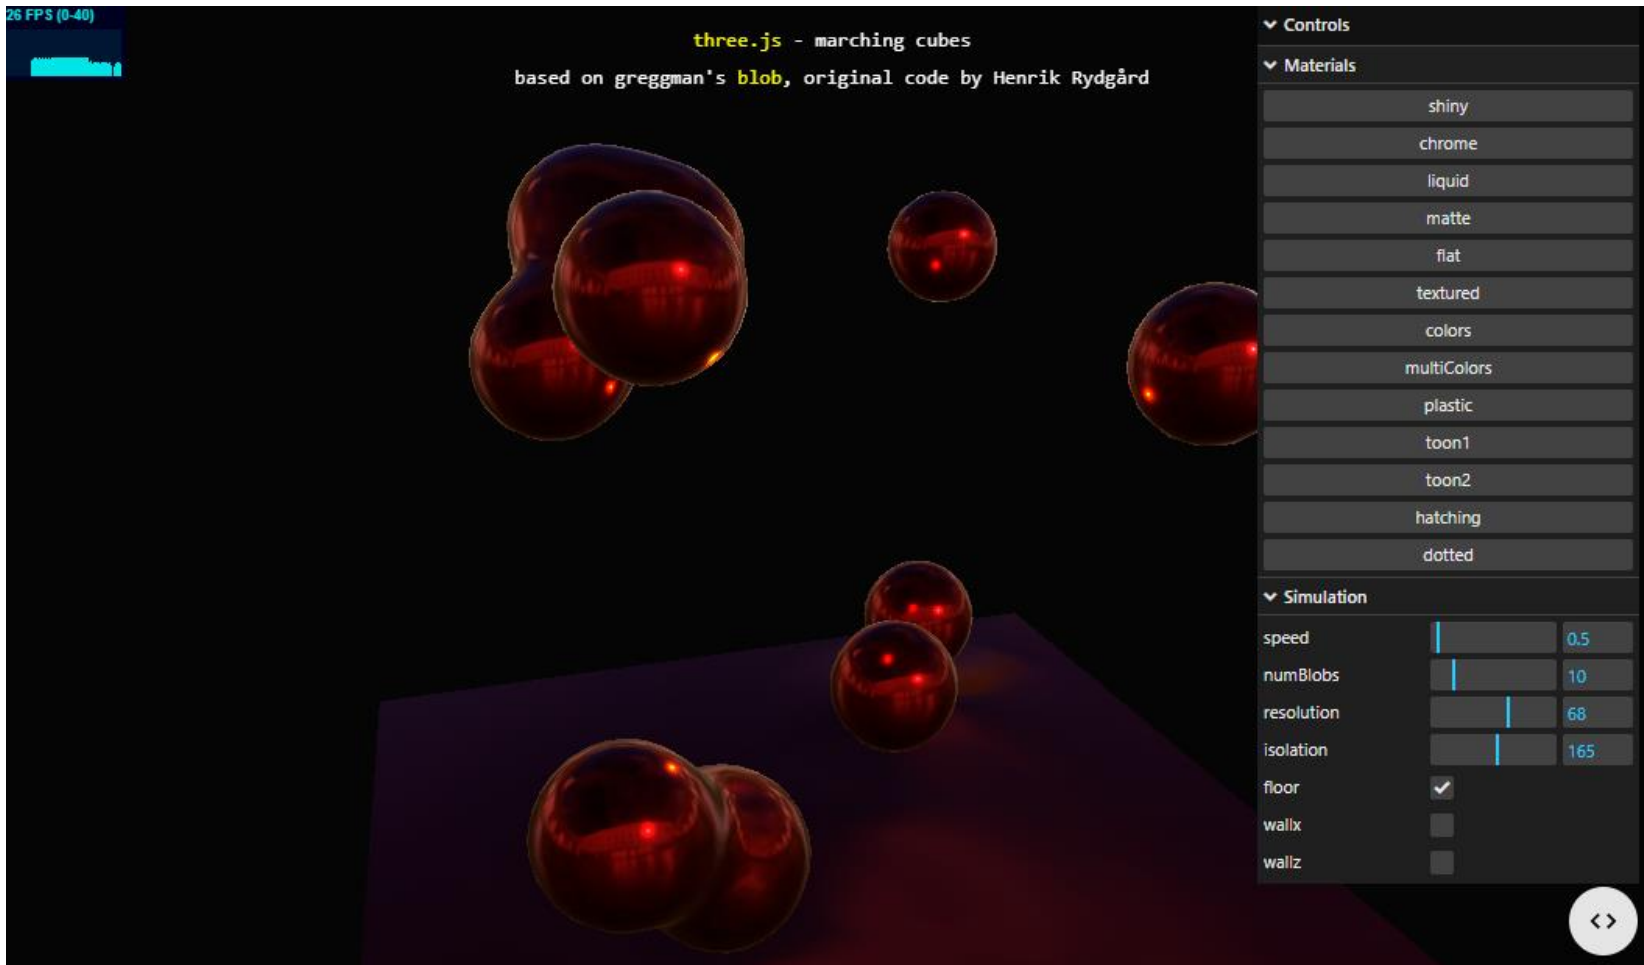 26 FPS (0-40)
three.js - marching cubes
based on greggman's blob, original code by Henrik Rydgård
Controls
Materials
shiny
chrome
liquid
matte
flat
textured
colors
multiColors
plastic
toon1
toon2
hatching
dotted
Simulation
speed 0.5
numBlobs 10
resolution 68
isolation 165
floor
wallx
wallz
<>